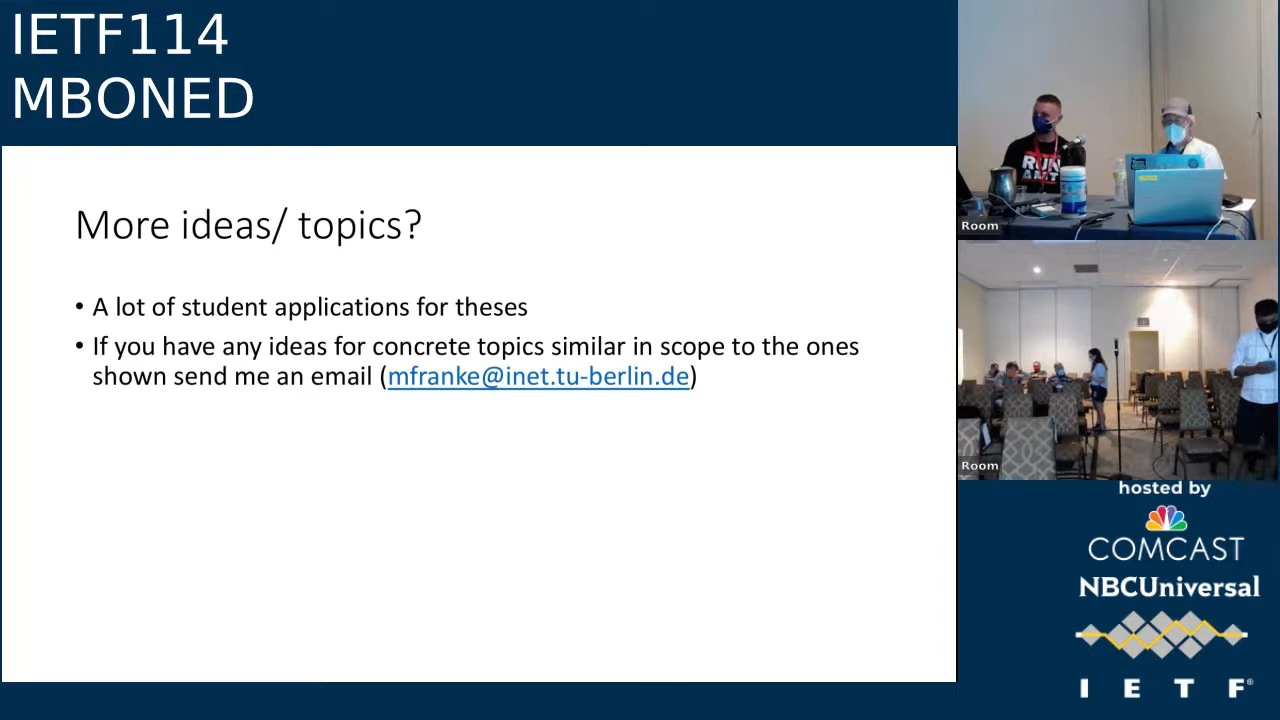 IETF114
MBONED
More ideas/ topics?
• A lot of student applications for theses
• If you have any ideas for concrete topics similar in scope to the ones
shown send me an email (mfranke@inet.tu-berlin.de)
RUN
AMT
Room
Room
hosted by
COMCAST
NBCUniversal
I E T F®